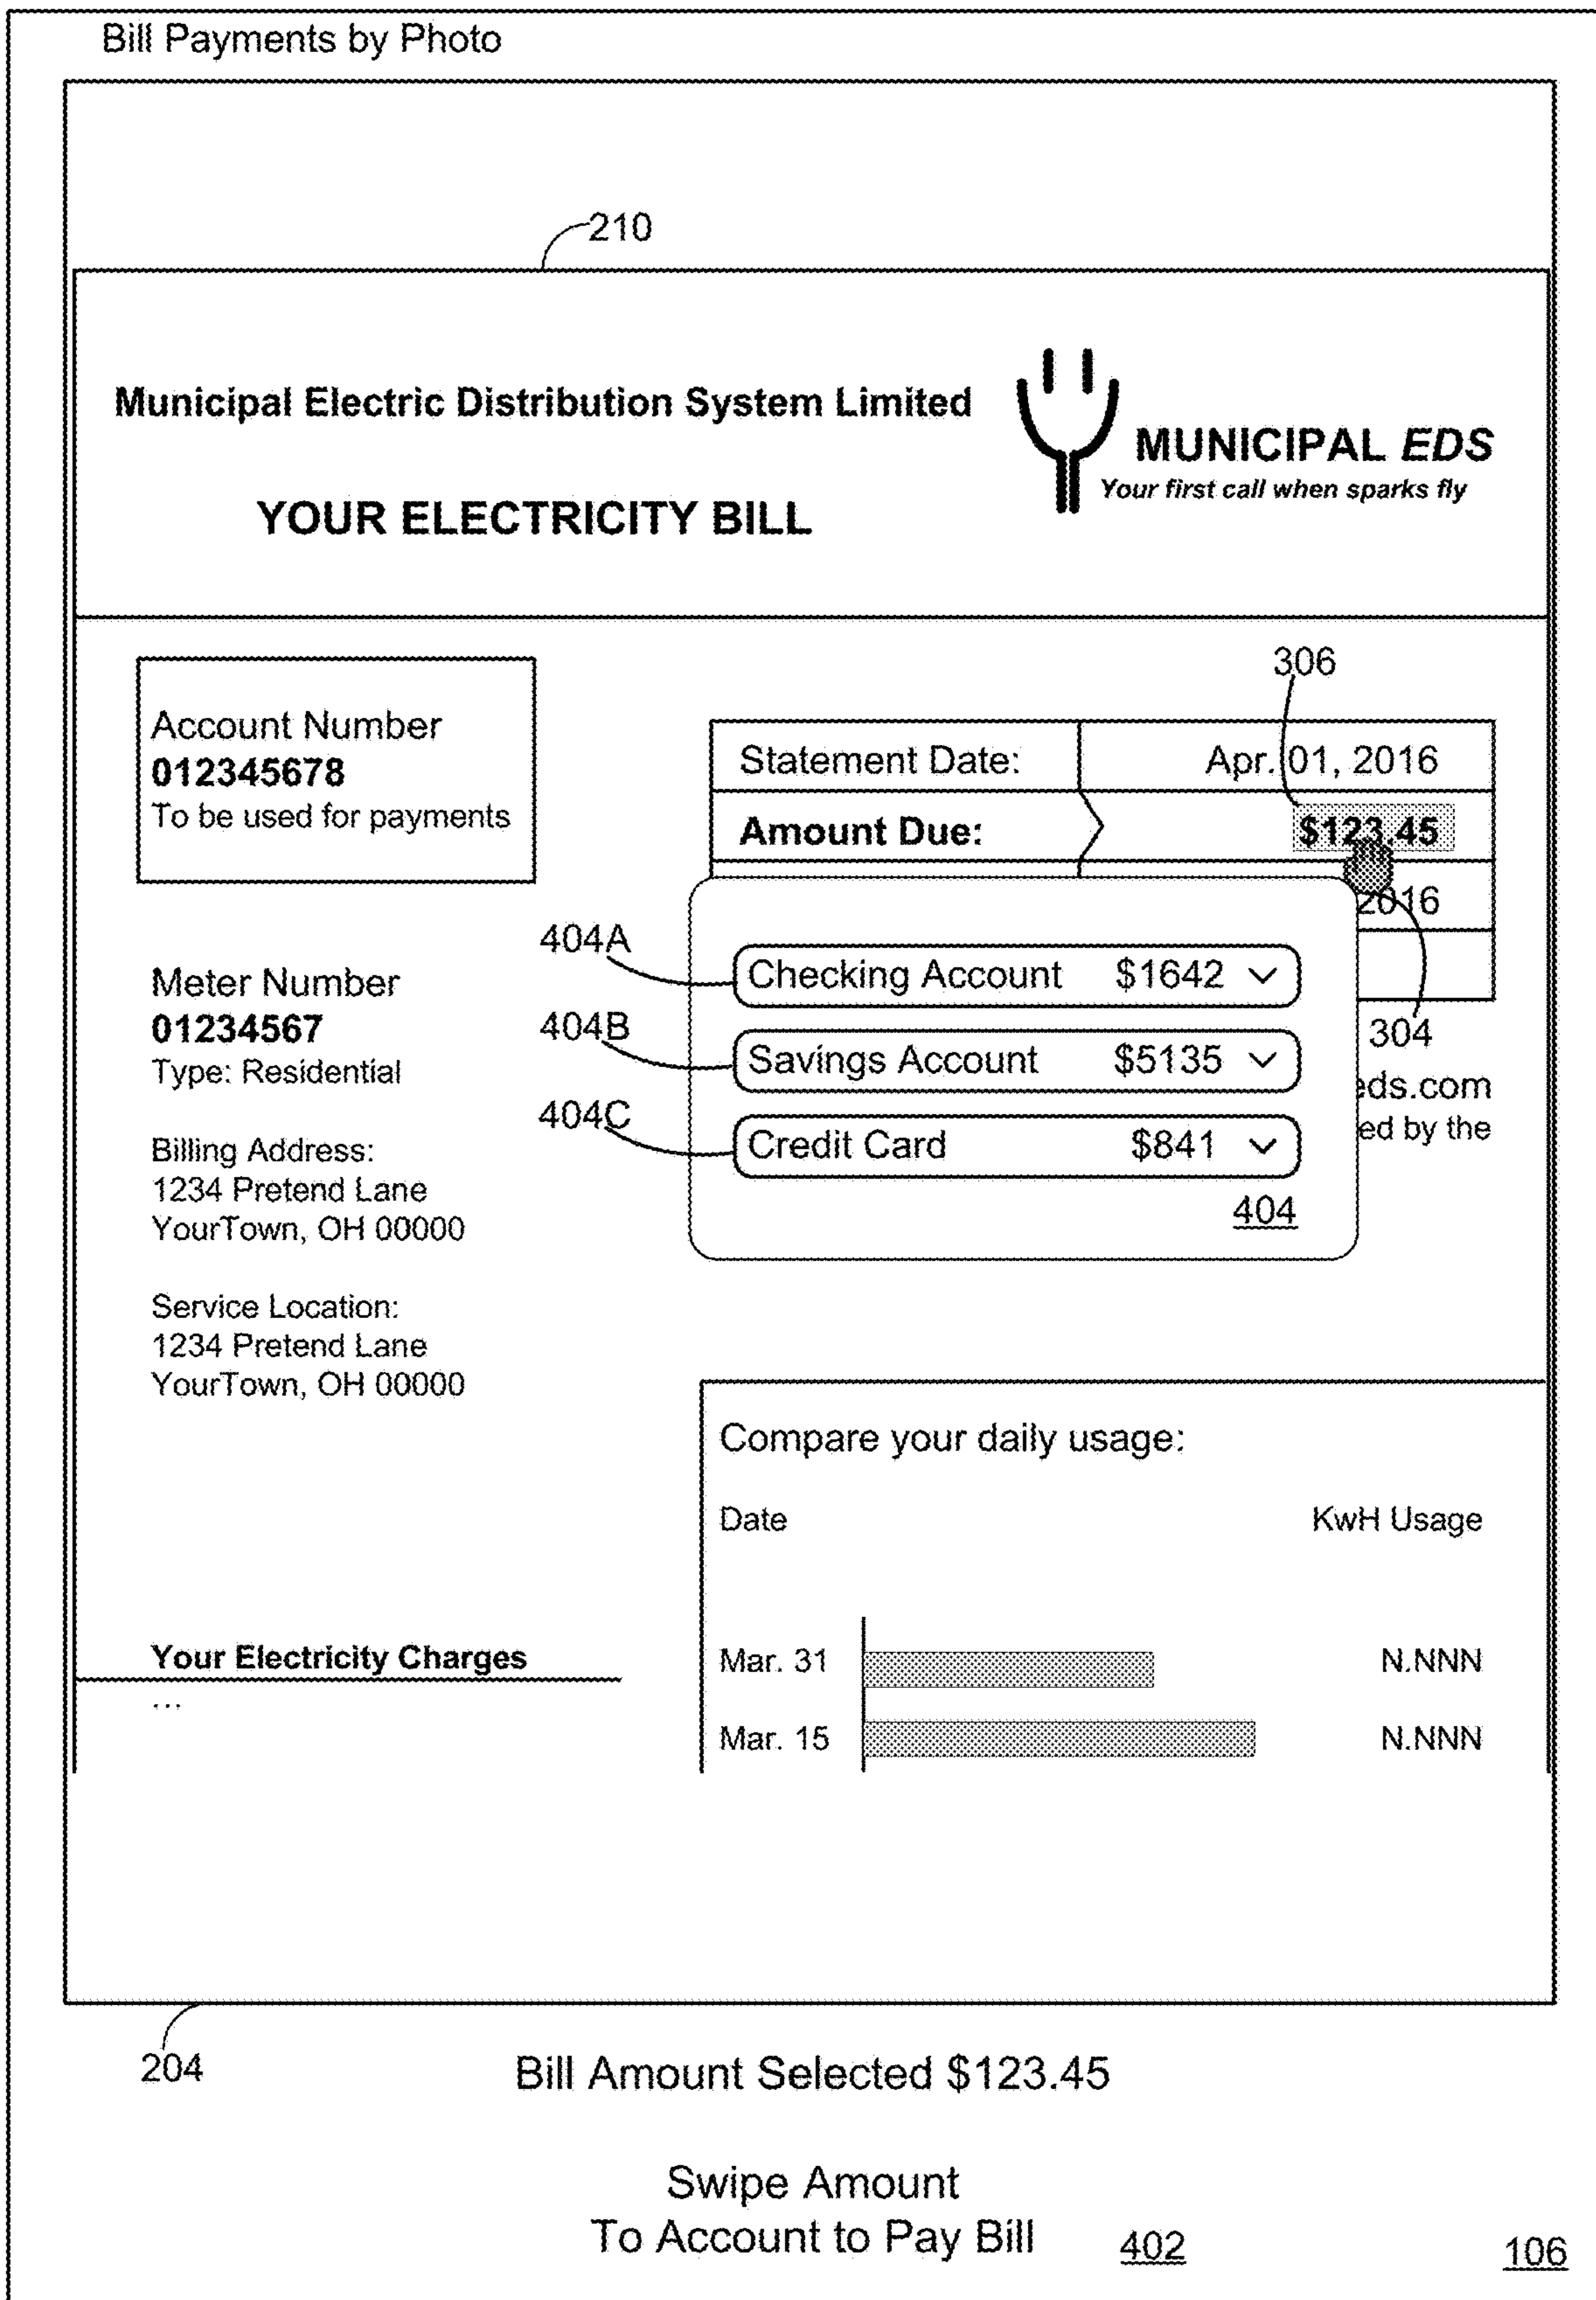 Bill Payments by Photo
210
Municipal Electric Distribution System Limited
MUNICIPAL EDS
Your first call when sparks fly
YOUR ELECTRICITY BILL
306
Account Number
012345678
To be used for payments
Statement Date: Apr. 01, 2016
Amount Due: $123.45
2016
404A
Checking Account $1642
Meter Number
01234567
Type: Residential
404B
Savings Account $5135
304
eds.com
404C
Credit Card $841
ed by the
404
Billing Address:
1234 Pretend Lane
YourTown, OH 00000
Service Location:
1234 Pretend Lane
YourTown, OH 00000
Compare your daily usage:
Date KwH Usage
Your Electricity Charges
...
Mar. 31 N.NNN
Mar. 15 N.NNN
204
Bill Amount Selected $123.45
Swipe Amount
To Account to Pay Bill
402
106